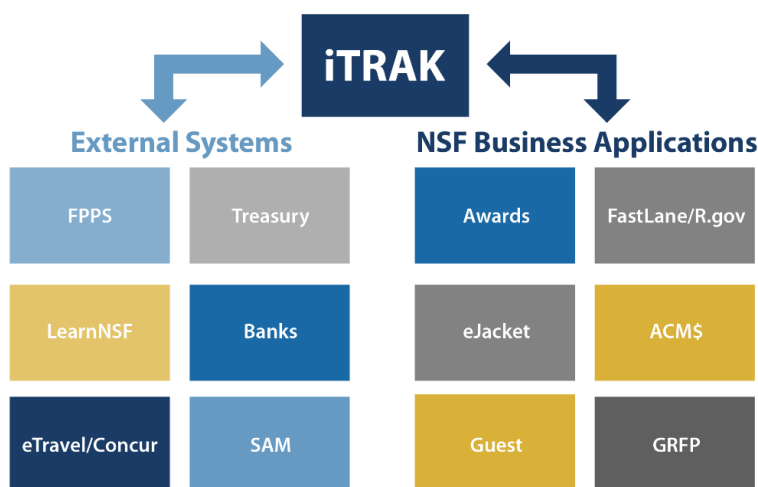 iTRAK
External Systems
NSF Business Applications
FPPS
Treasury
Awards
FastLane/R.gov
LearnNSF
Banks
eJacket
ACM$
eTravel/Concur
SAM
Guest
GRFP